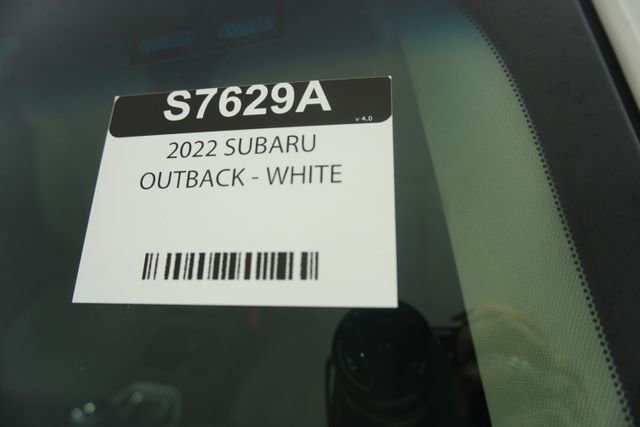 S7629A
v 4.0
2022 SUBARU
OUTBACK - WHITE